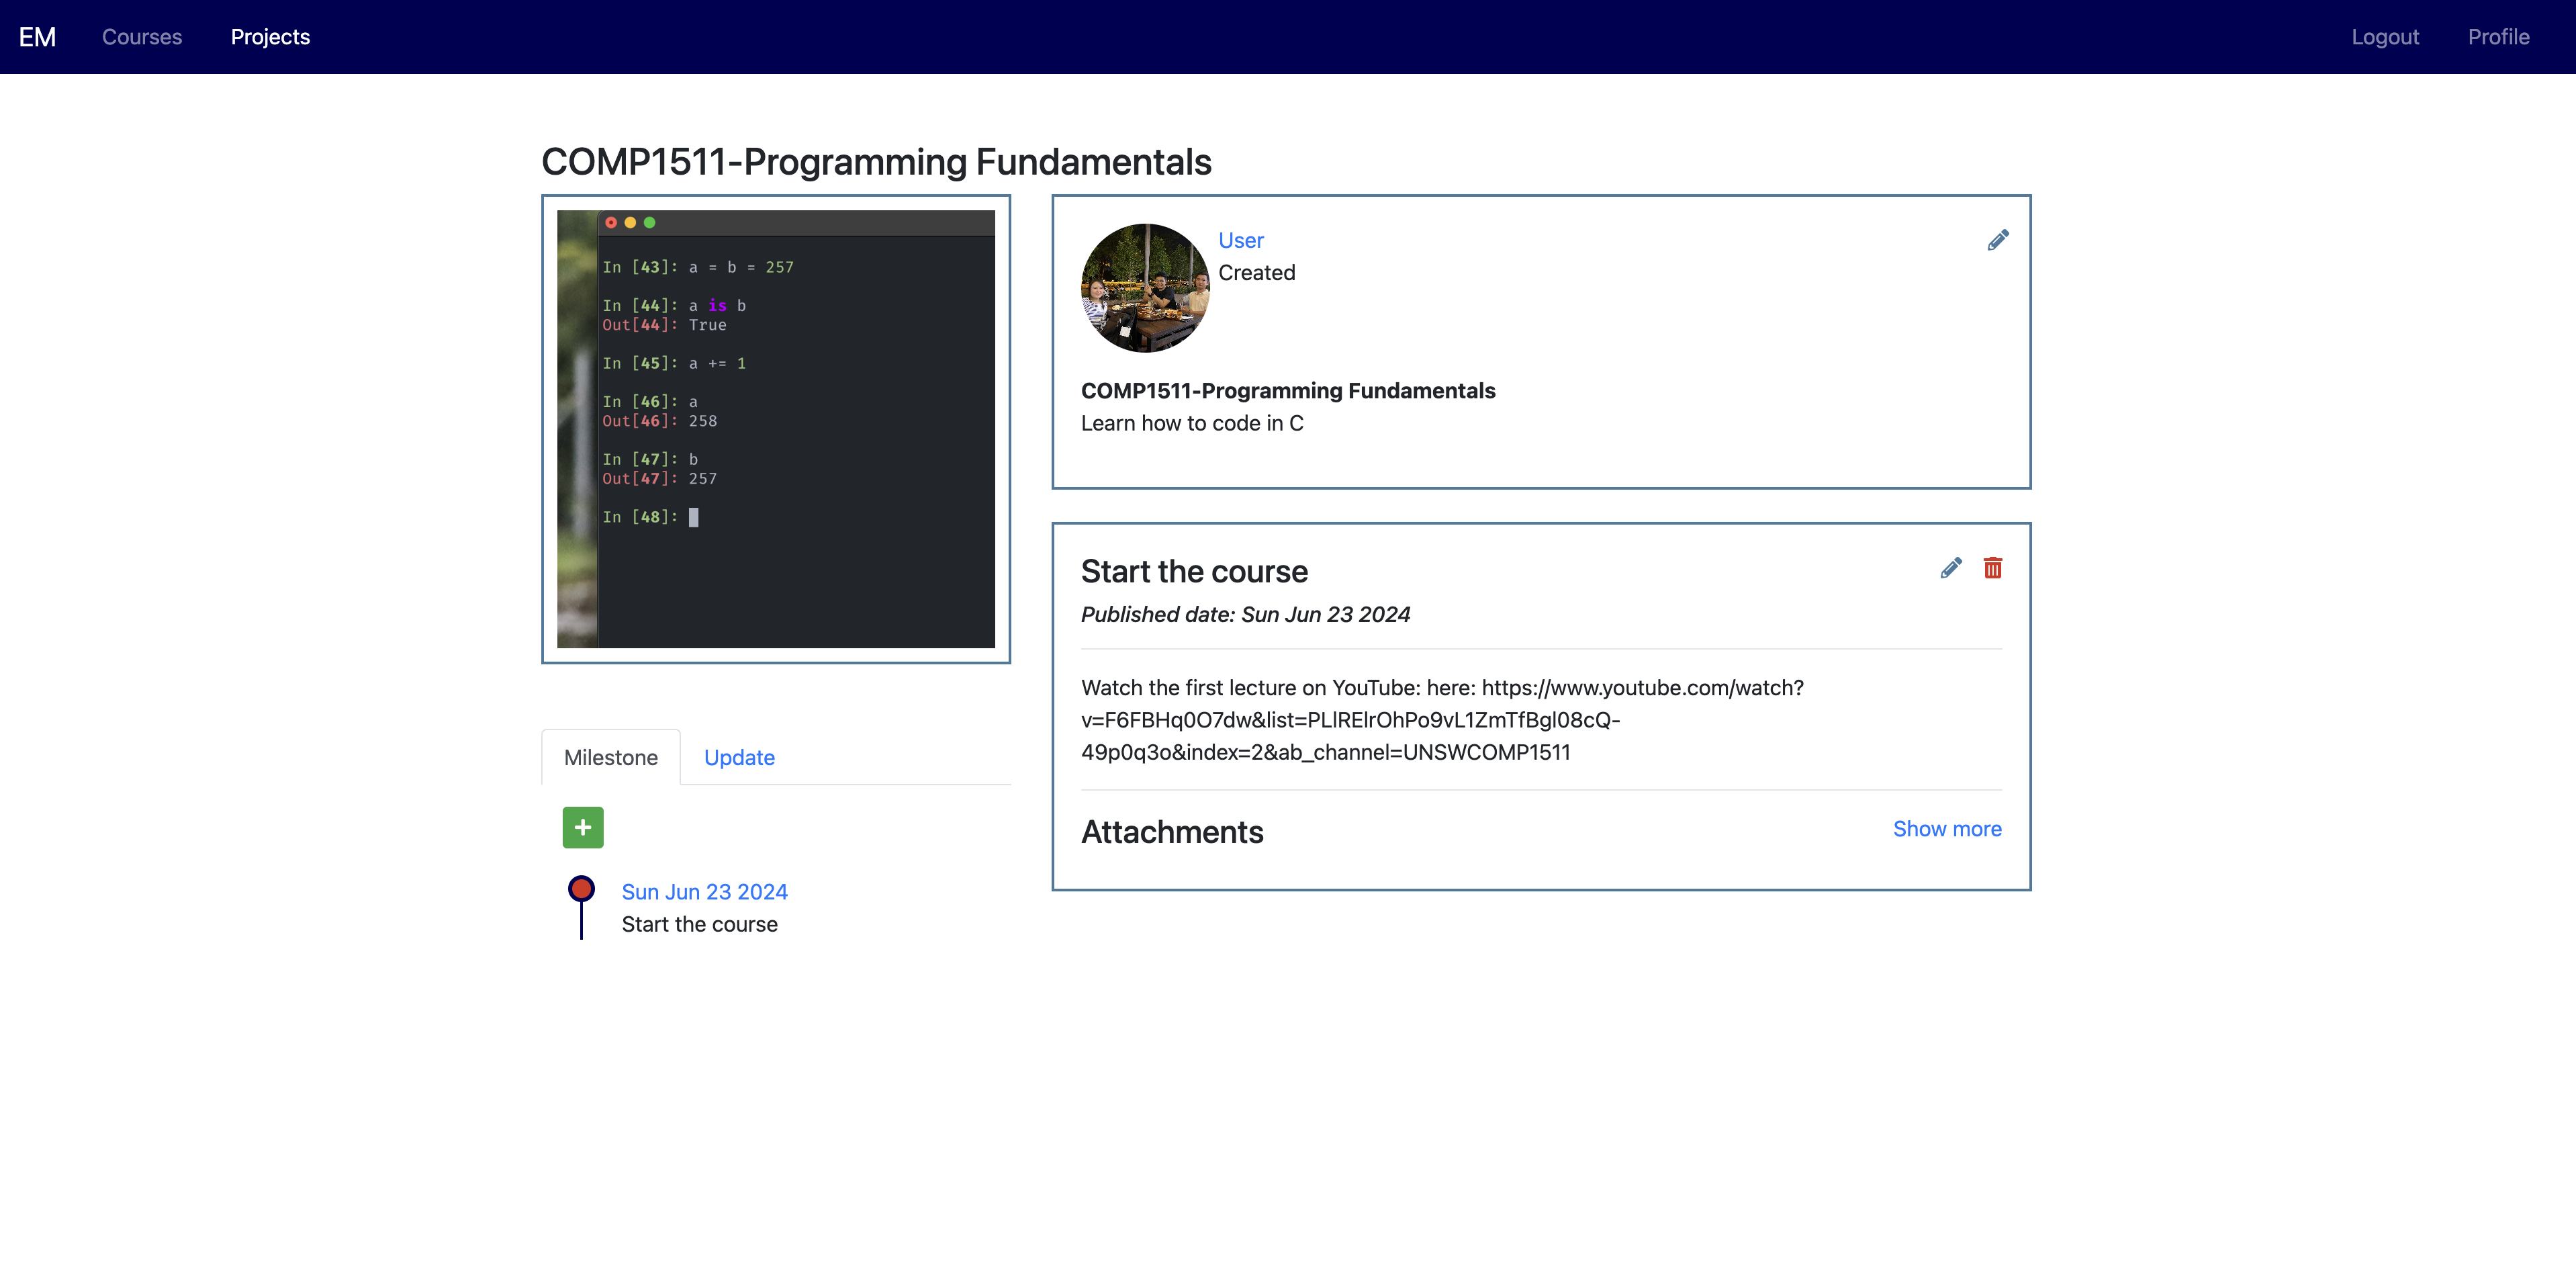 EM Courses Projects Logout Profile
COMP1511-Programming Fundamentals
In [43]: a = b = 257
In [44]: a is b
Out[44]: True
In [45]: a += 1
In [46]: a
Out[46]: 258
In [47]: b
Out[47]: 257
In [48]:
Milestone Update
+
Sun Jun 23 2024
Start the course
User
Created
COMP1511-Programming Fundamentals
Learn how to code in C
Start the course
Published date: Sun Jun 23 2024
Watch the first lecture on YouTube: here: https://www.youtube.com/watch?
v=F6FBHq0O7dw&list=PLlRElrOhPo9vL1ZmTfBgl08cQ-
49p0q3o&index=2&ab_channel=UNSWCOMP1511
Attachments Show more